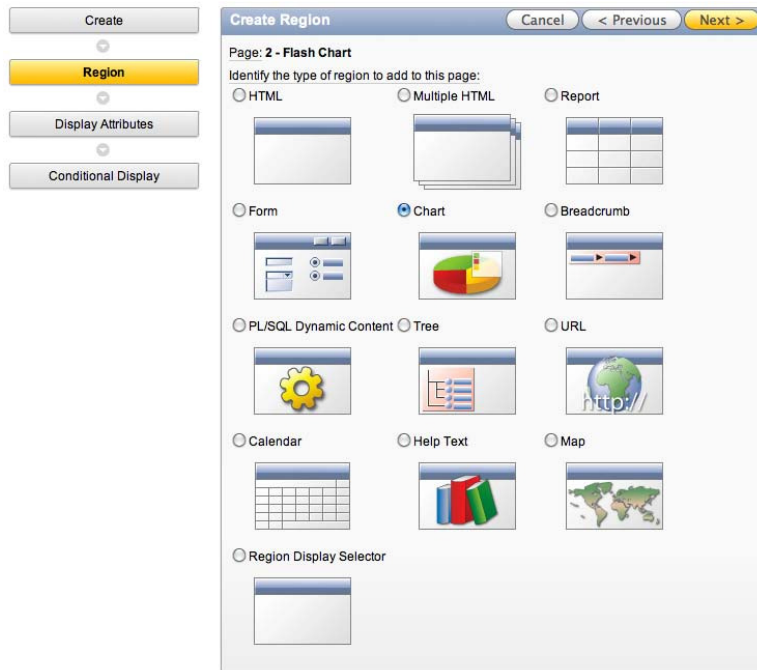 Create
Region
Display Attributes
Conditional Display
Create Region
Cancel
< Previous
Next >
Page: 2 - Flash Chart
Identify the type of region to add to this page:
HTML
Multiple HTML
Report
Form
Chart
Breadcrumb
PL/SQL Dynamic Content
Tree
URL
http://
Calendar
Help Text
Map
Region Display Selector